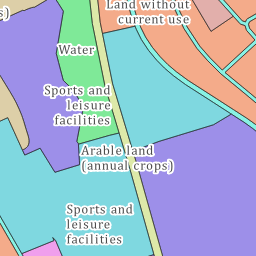 Land without
current use
s)
Water
Sports and
leisure
facilities
Arable land
(annual crops)
Sports and
leisure
facilities